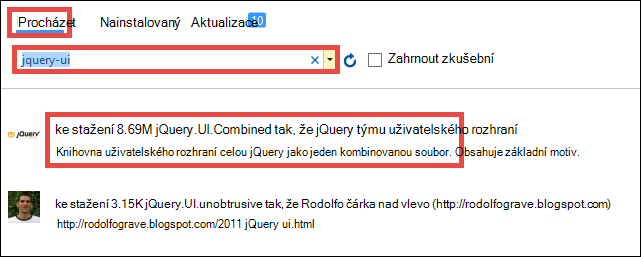 Procházet Nainstalovaný Aktualizace 10
jquery-ui Zahrnout zkušební
jQuery ke stažení 8.69M jQuery.UI.Combined tak, že jQuery týmu uživatelského rozhraní
Knihovna uživatelského rozhraní celou jQuery jako jeden kombinovanou soubor. Obsahuje základní motiv.
ke stažení 3.15K jQuery.UI.unobtrusive tak, že Rodolfo čárka nad vlevo (http://rodolfograve.blogspot.com)
http://rodolfograve.blogspot.com/2011 jQuery ui.html